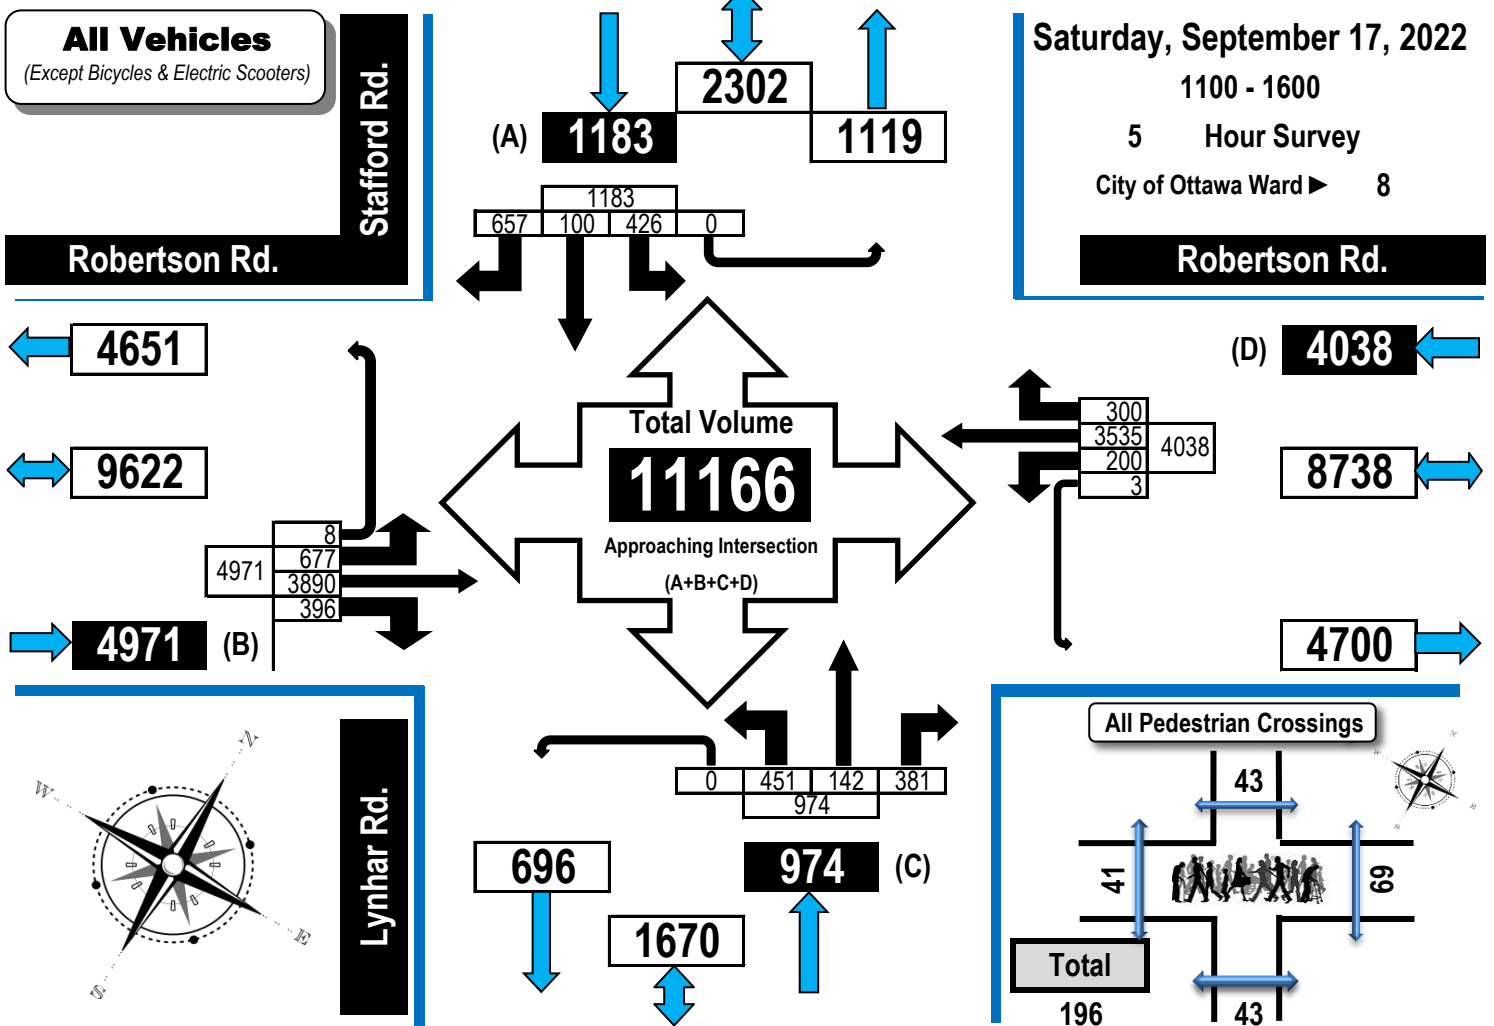 All Vehicles
(Except Bicycles & Electric Scooters)
Stafford Rd.
Robertson Rd.
2302
(A) 1183
1119
1183
657 100 426 0
Saturday, September 17, 2022
1100 - 1600
5 Hour Survey
City of Ottawa Ward ► 8
Robertson Rd.
4651
9622
8
677
3890
396
4971
4971 (B)
Total Volume
11166
Approaching Intersection
(A+B+C+D)
(D) 4038
300
3535
200
3
4038
8738
4700
Lynhar Rd.
N
W
E
S
0 451 142 381
974
696
974 (C)
1670
All Pedestrian Crossings
N
W
E
S
43
41
69
43
Total
196